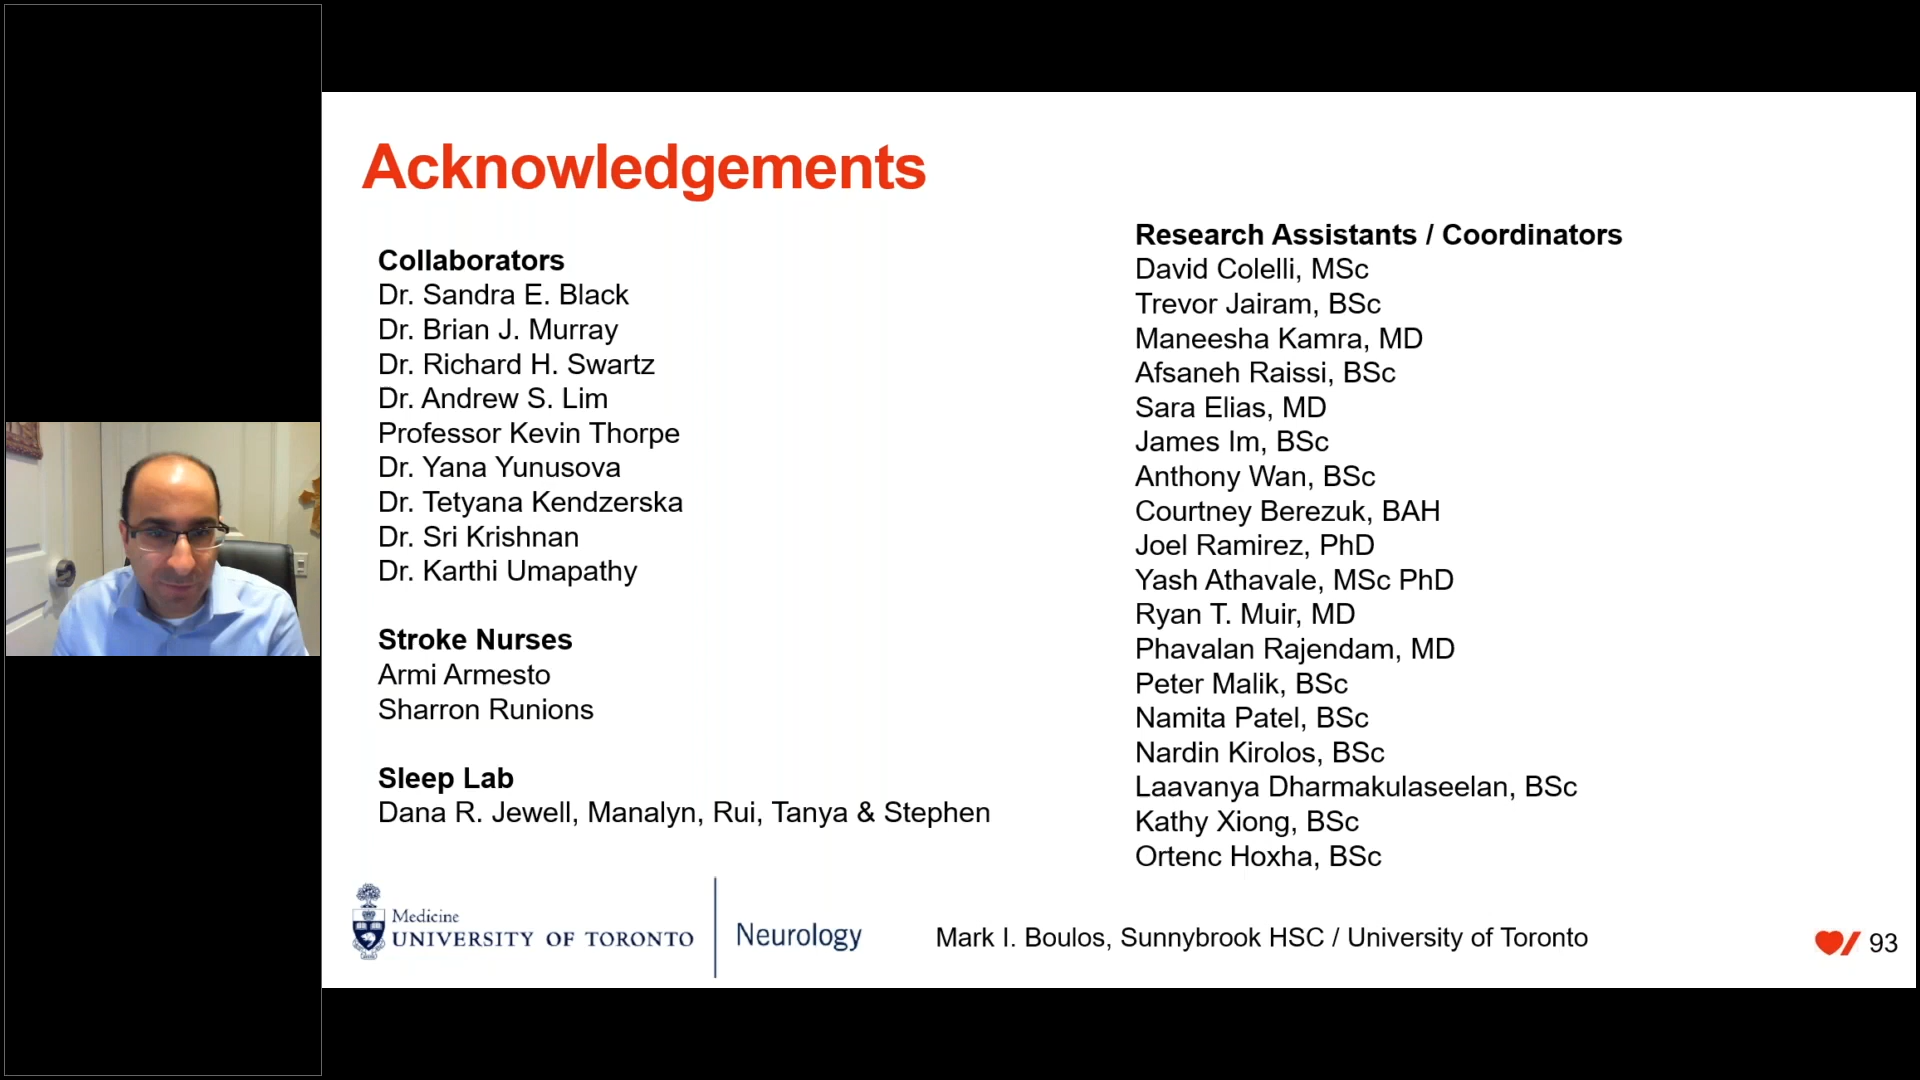 Acknowledgements
Collaborators
Dr. Sandra E. Black
Dr. Brian J. Murray
Dr. Richard H. Swartz
Dr. Andrew S. Lim
Professor Kevin Thorpe
Dr. Yana Yunusova
Dr. Tetyana Kendzerska
Dr. Sri Krishnan
Dr. Karthi Umapathy
Stroke Nurses
Armi Armesto
Sharron Runions
Sleep Lab
Dana R. Jewell, Manalyn, Rui, Tanya & Stephen
Research Assistants / Coordinators
David Colelli, MSc
Trevor Jairam, BSc
Maneesha Kamra, MD
Afsaneh Raissi, BSc
Sara Elias, MD
James Im, BSc
Anthony Wan, BSc
Courtney Berezuk, BAH
Joel Ramirez, PhD
Yash Athavale, MSc PhD
Ryan T. Muir, MD
Phavalan Rajendam, MD
Peter Malik, BSc
Namita Patel, BSc
Nardin Kirolos, BSc
Laavanya Dharmakulaseelan, BSc
Kathy Xiong, BSc
Ortenc Hoxha, BSc
Medicine
UNIVERSITY OF TORONTO
Neurology
Mark I. Boulos, Sunnybrook HSC / University of Toronto
93